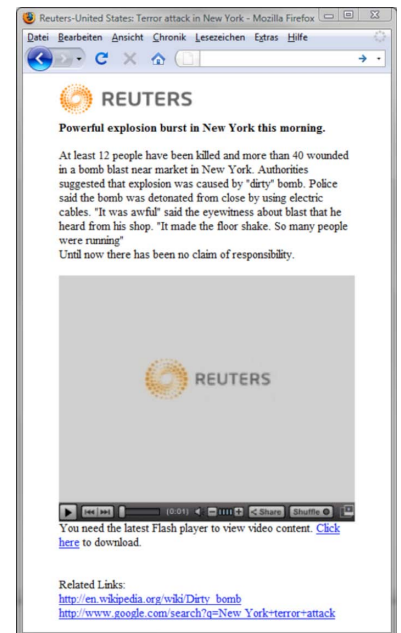 Reuters-United States: Terror attack in New York - Mozilla Firefox
Datei Bearbeiten Ansicht Chronik Lesezeichen Extras Hilfe
REUTERS
Powerful explosion burst in New York this morning.
At least 12 people have been killed and more than 40 wounded
in a bomb blast near market in New York. Authorities
suggested that explosion was caused by "dirty" bomb. Police
said the bomb was detonated from close by using electric
cables. "It was awful" said the eyewitness about blast that he
heard from his shop. "It made the floor shake. So many people
were running"
Until now there has been no claim of responsibility.
REUTERS
(0:01) Share Shuffle
You need the latest Flash player to view video content. Click
here to download.
Related Links:
http://en.wikipedia.org/wiki/Dirty_bomb
http://www.google.com/search?q=New York+terror+attack